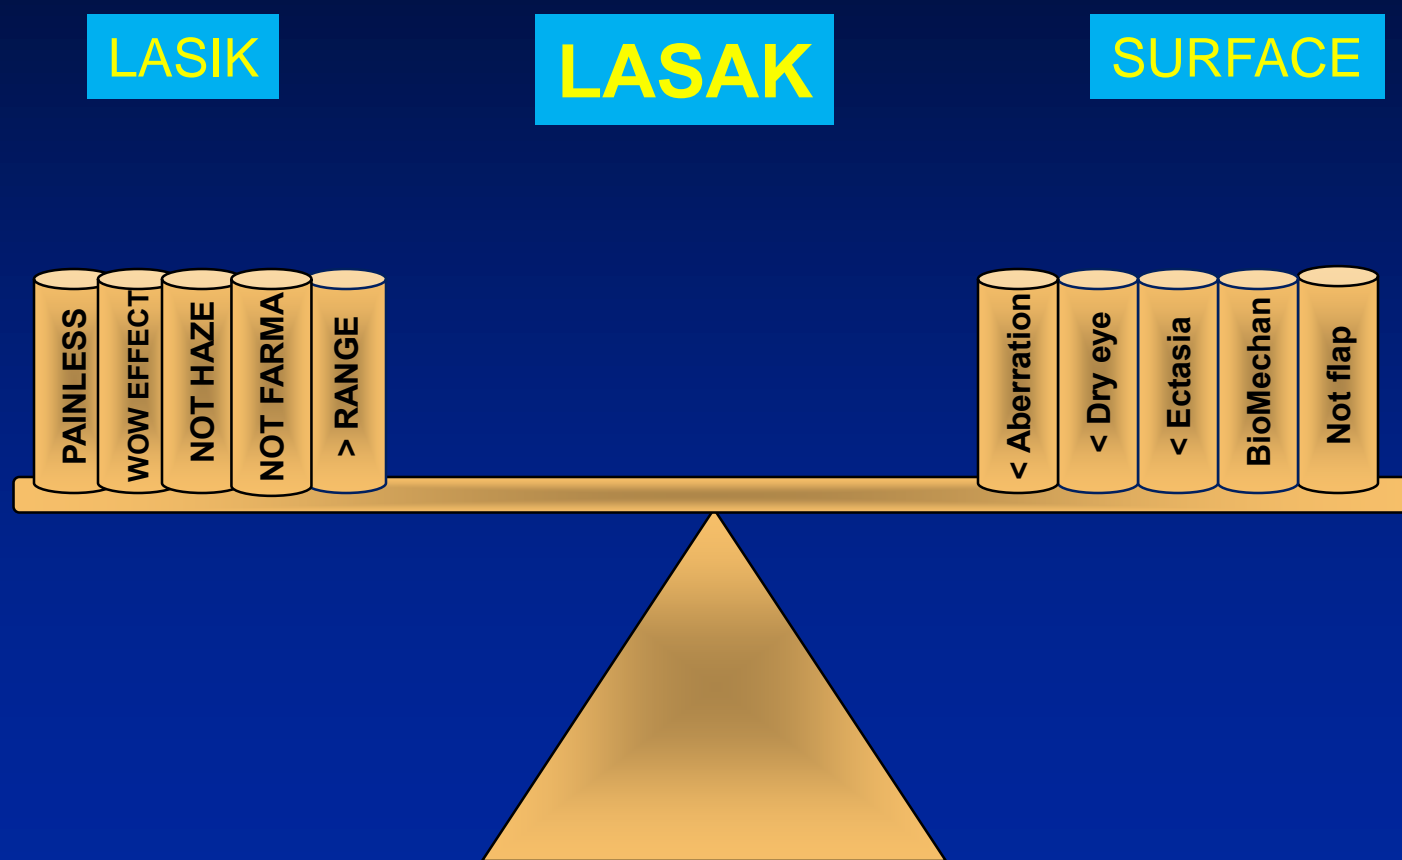 LASIK
LASAK
SURFACE
PAINLESS
WOW EFFECT
NOT HAZE
NOT FARMA
> RANGE
< Aberration
< Dry eye
< Ectasia
BioMechan
Not flap